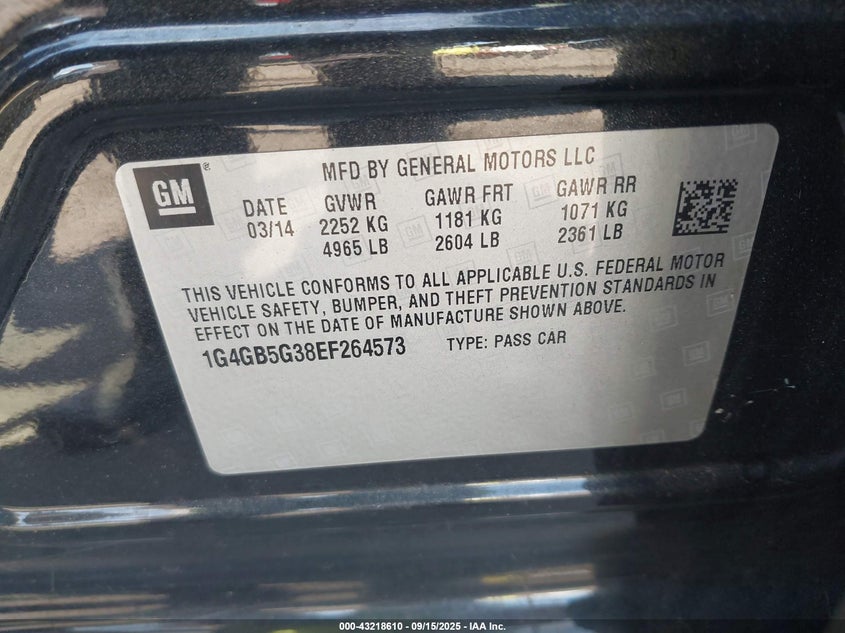 GM
MFD BY GENERAL MOTORS LLC
DATE GVWR GAWR FRT GAWR RR
03/14 2252 KG 1181 KG 1071 KG
4965 LB 2604 LB 2361 LB
THIS VEHICLE CONFORMS TO ALL APPLICABLE U.S. FEDERAL MOTOR
VEHICLE SAFETY, BUMPER, AND THEFT PREVENTION STANDARDS IN
EFFECT ON THE DATE OF MANUFACTURE SHOWN ABOVE.
1G4GB5G38EF264573 TYPE: PASS CAR
000-43218610 - 09/15/2025 - IAA Inc.